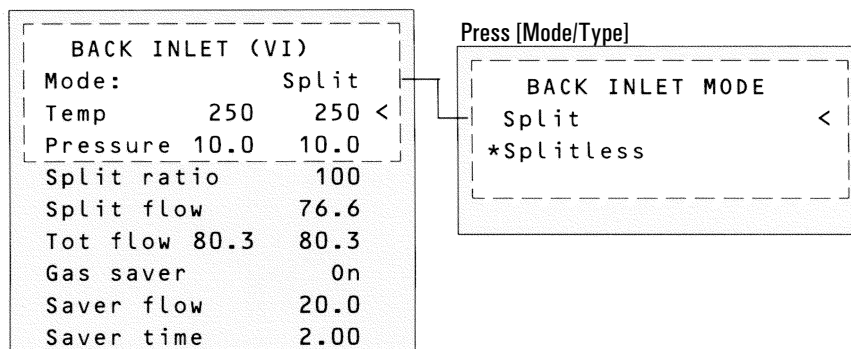 BACK INLET (VI)
Mode: Split
Temp 250 250 <
Pressure 10.0 10.0
Split ratio 100
Split flow 76.6
Tot flow 80.3 80.3
Gas saver On
Saver flow 20.0
Saver time 2.00
Press [Mode/Type]
BACK INLET MODE
Split <
*Splitless